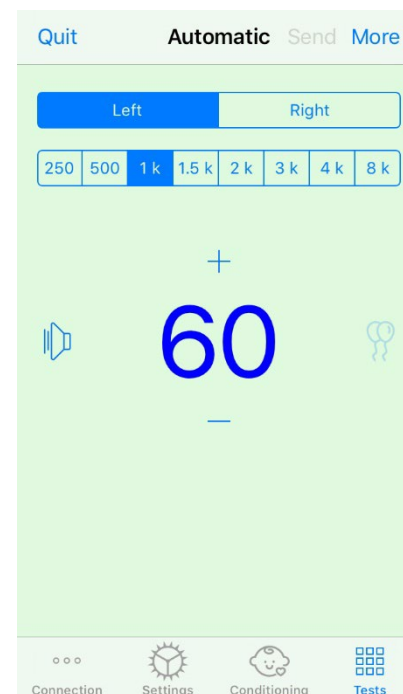 Quit Automatic Send More
Left Right
250 500 1 k 1.5 k 2 k 3 k 4 k 8 k
+
60
−
Connection Settings Conditioning Tests